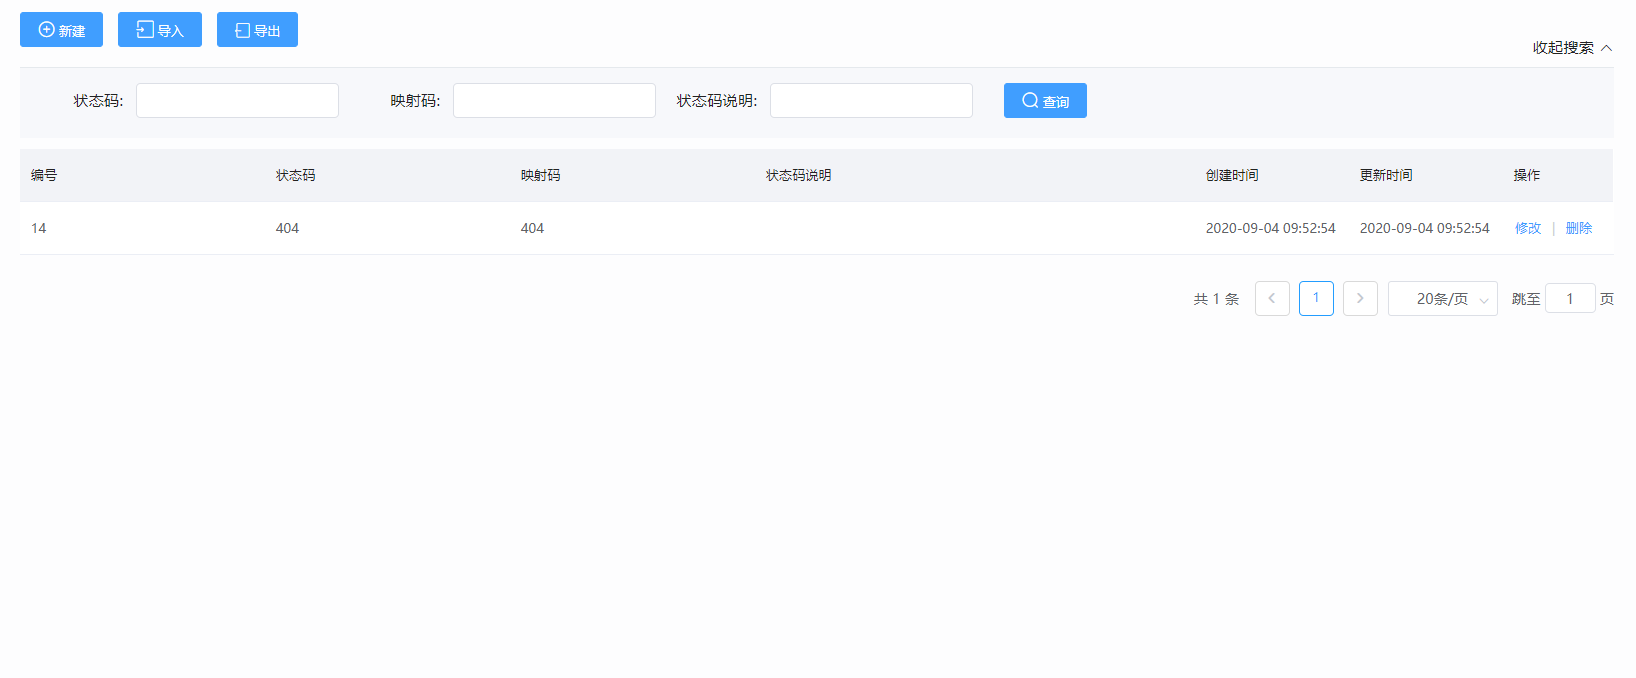 新建 导入 导出
收起搜索
状态码: 映射码: 状态码说明: 查询
编号 状态码 映射码 状态码说明 创建时间 更新时间 操作
14 404 404 2020-09-04 09:52:54 2020-09-04 09:52:54 修改 | 删除
共 1 条 1 20条/页 跳至 1 页